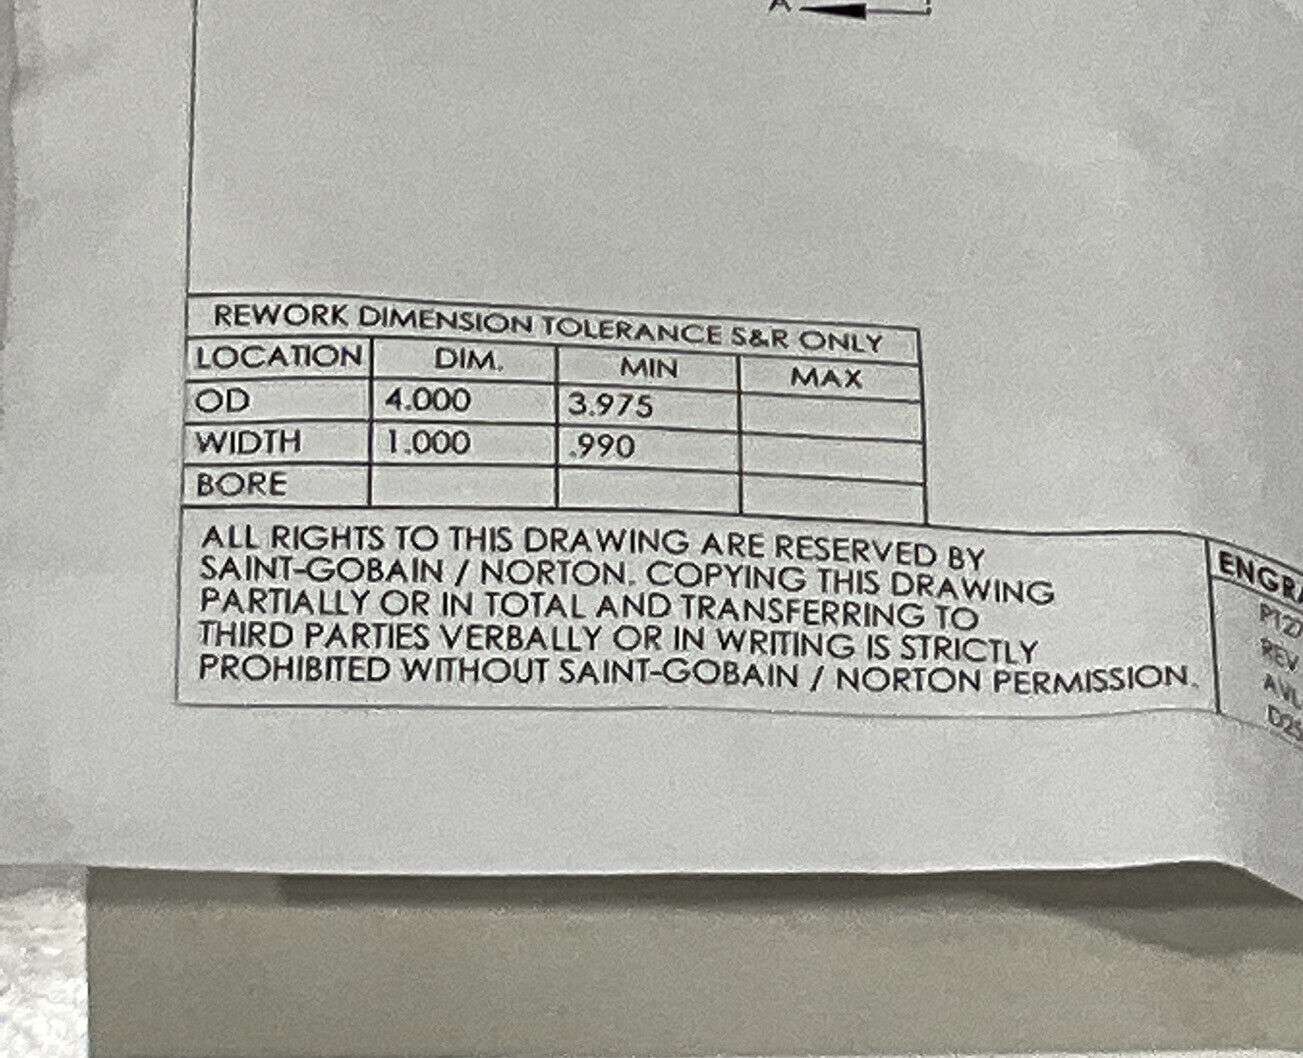 A
REWORK DIMENSION TOLERANCE S&R ONLY
LOCATION DIM. MIN MAX
OD 4.000 3.975
WIDTH 1.000 .990
BORE
ALL RIGHTS TO THIS DRAWING ARE RESERVED BY
SAINT-GOBAIN / NORTON. COPYING THIS DRAWING
PARTIALLY OR IN TOTAL AND TRANSFERRING TO
THIRD PARTIES VERBALLY OR IN WRITING IS STRICTLY
PROHIBITED WITHOUT SAINT-GOBAIN / NORTON PERMISSION.
REV